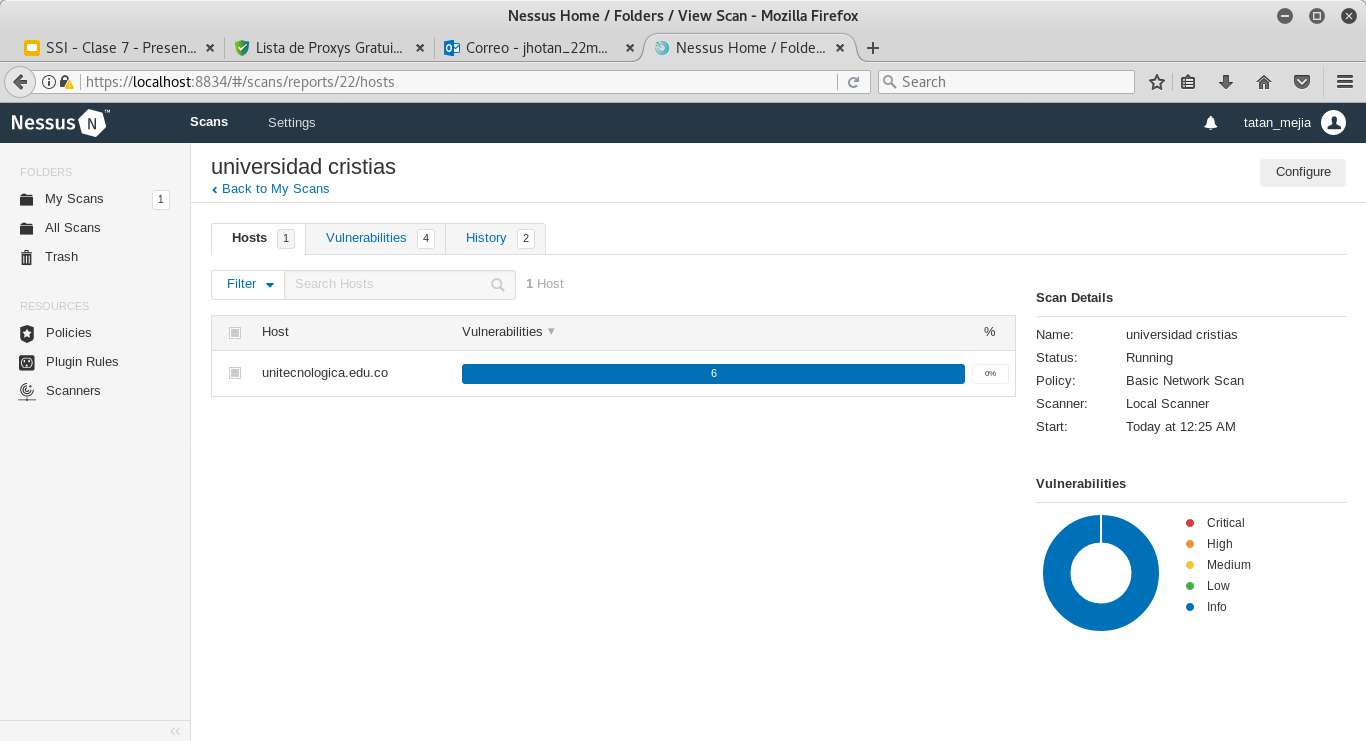 Nessus Home / Folders / View Scan - Mozilla Firefox
SSI - Clase 7 - Presen...
Lista de Proxys Gratui...
Correo - jhotan_22m...
Nessus Home / Folde...
https://localhost:8834/#/scans/reports/22/hosts
Search
Nessus N ™
Scans
Settings
tatan_mejia
FOLDERS
My Scans 1
All Scans
Trash
RESOURCES
Policies
Plugin Rules
Scanners
universidad cristias
Back to My Scans
Configure
Hosts 1
Vulnerabilities 4
History 2
Filter
Search Hosts
1 Host
Host
Vulnerabilities
%
unitecnologica.edu.co
6
0%
Scan Details
Name: universidad cristias
Status: Running
Policy: Basic Network Scan
Scanner: Local Scanner
Start: Today at 12:25 AM
Vulnerabilities
Critical
High
Medium
Low
Info